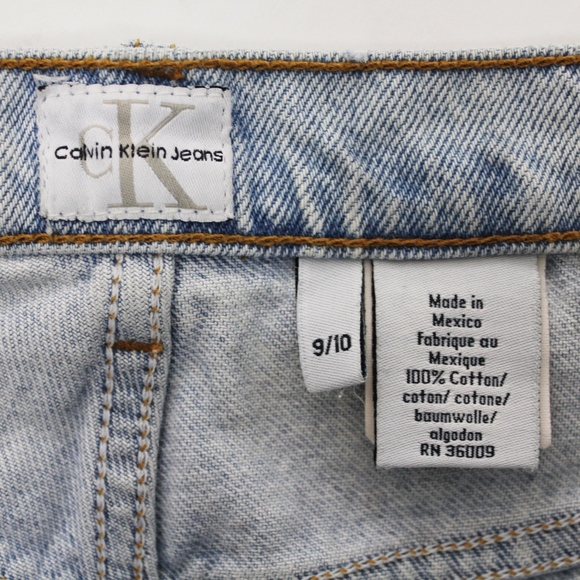 cK
Calvin Klein Jeans
9/10
Made in
Mexico
Fabrique au
Mexique
100% Cotton/
coton/ cotone/
baumwolle/
algodon
RN 36009